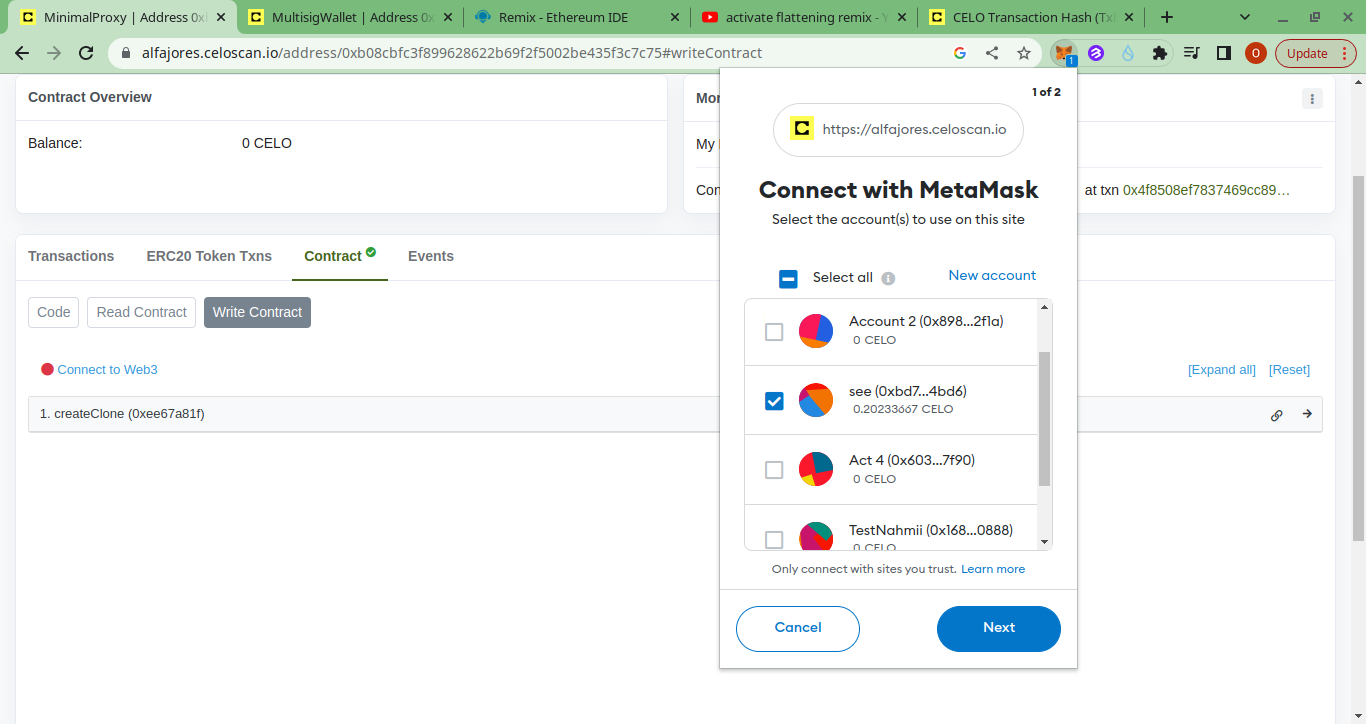 MinimalProxy | Address 0x
MultisigWallet | Address 0x
Remix - Ethereum IDE
activate flattening remix - Y
CELO Transaction Hash (Tx
alfajores.celoscan.io/address/0xb08cbfc3f899628622b69f2f5002be435f3c7c75#writeContract
1
O
Update
Contract Overview
Mor
Balance:
0 CELO
My
Con
at txn 0x4f8508ef7837469cc89...
Transactions
ERC20 Token Txns
Contract
Events
Code
Read Contract
Write Contract
Connect to Web3
[Expand all]
[Reset]
1. createClone (0xee67a81f)
1 of 2
https://alfajores.celoscan.io
Connect with MetaMask
Select the account(s) to use on this site
Select all
New account
Account 2 (0x898...2f1a)
0 CELO
see (0xbd7...4bd6)
0.20233667 CELO
Act 4 (0x603...7f90)
0 CELO
TestNahmii (0x168...0888)
0 CELO
Only connect with sites you trust. Learn more
Cancel
Next